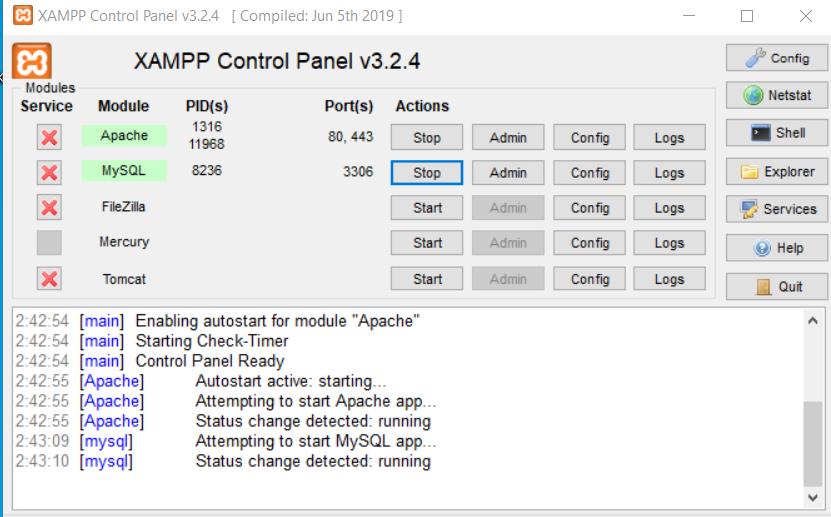 XAMPP Control Panel v3.2.4 [ Compiled: Jun 5th 2019 ]
XAMPP Control Panel v3.2.4
Config
Modules
Service Module PID(s) Port(s) Actions
Netstat
Apache 1316 11968 80, 443 Stop Admin Config Logs
Shell
MySQL 8236 3306 Stop Admin Config Logs
Explorer
FileZilla Start Admin Config Logs
Services
Mercury Start Admin Config Logs
Help
Tomcat Start Admin Config Logs
Quit
2:42:54 [main] Enabling autostart for module "Apache"
2:42:54 [main] Starting Check-Timer
2:42:54 [main] Control Panel Ready
2:42:55 [Apache] Autostart active: starting...
2:42:55 [Apache] Attempting to start Apache app...
2:42:55 [Apache] Status change detected: running
2:43:09 [mysql] Attempting to start MySQL app...
2:43:10 [mysql] Status change detected: running